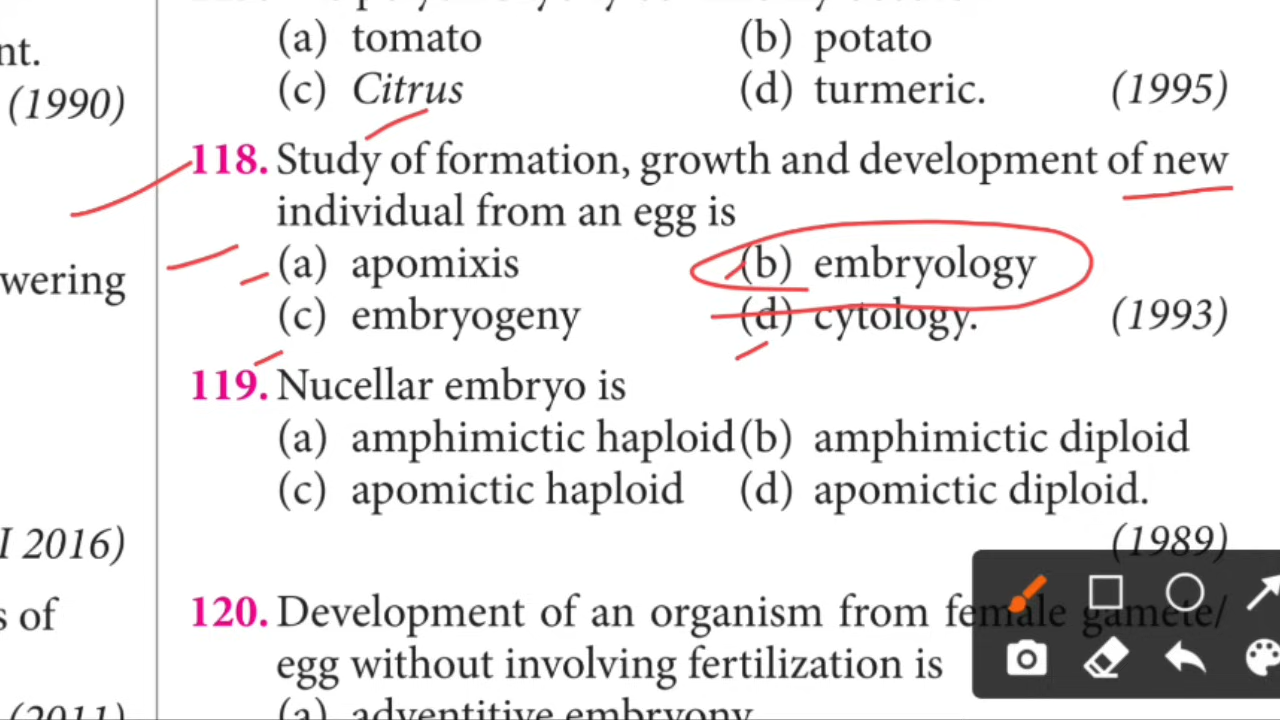 nt.
(1990)
wering
I 2016)
s of
(a) tomato (b) potato
(c) Citrus (d) turmeric. (1995)
118. Study of formation, growth and development of new
individual from an egg is
(a) apomixis (b) embryology
(c) embryogeny (d) cytology. (1993)
119. Nucellar embryo is
(a) amphimictic haploid (b) amphimictic diploid
(c) apomictic haploid (d) apomictic diploid.
(1989)
120. Development of an organism from female gamete/
egg without involving fertilization is
(a) adventitive embryony